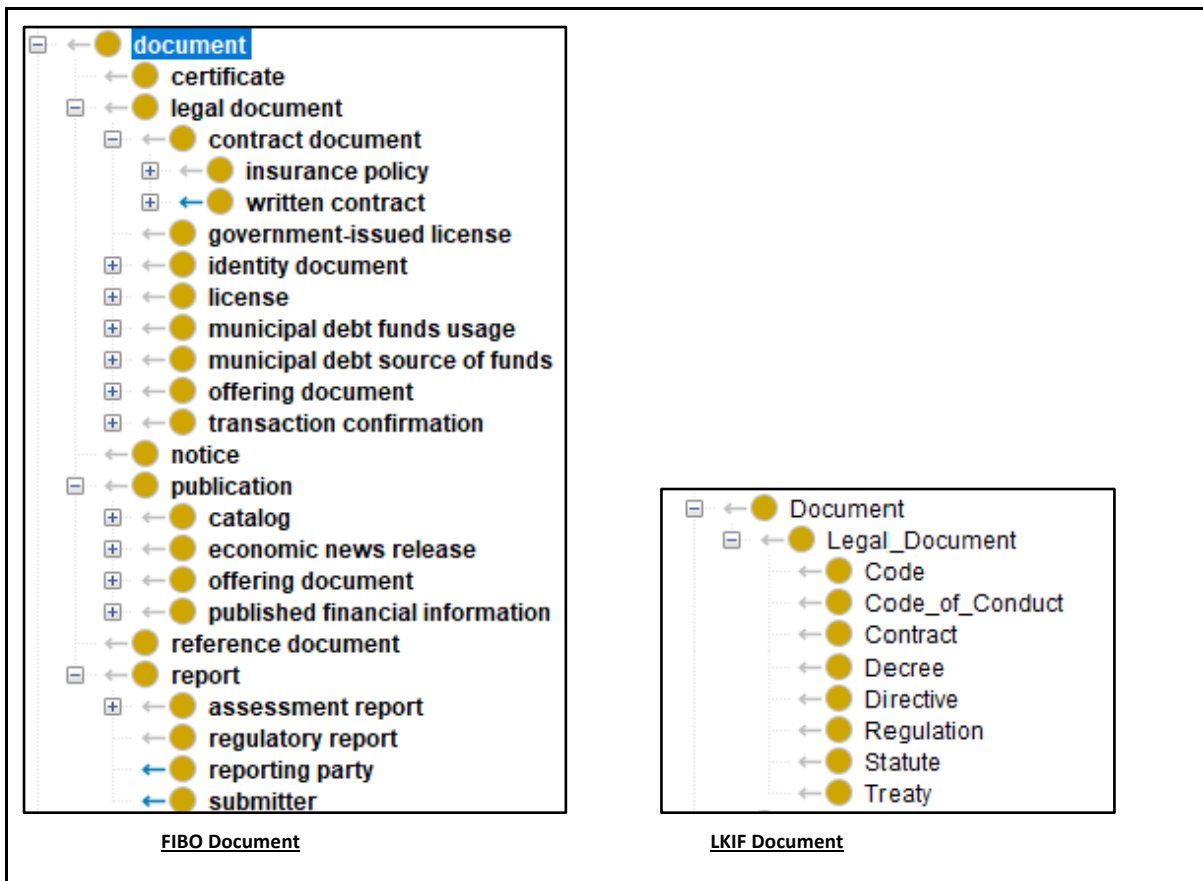 document
certificate
legal document
contract document
insurance policy
written contract
government-issued license
identity document
license
municipal debt funds usage
municipal debt source of funds
offering document
transaction confirmation
notice
publication
catalog
economic news release
offering document
published financial information
reference document
report
assessment report
regulatory report
reporting party
submitter
FIBO Document
Document
Legal_Document
Code
Code_of_Conduct
Contract
Decree
Directive
Regulation
Statute
Treaty
LKIF Document